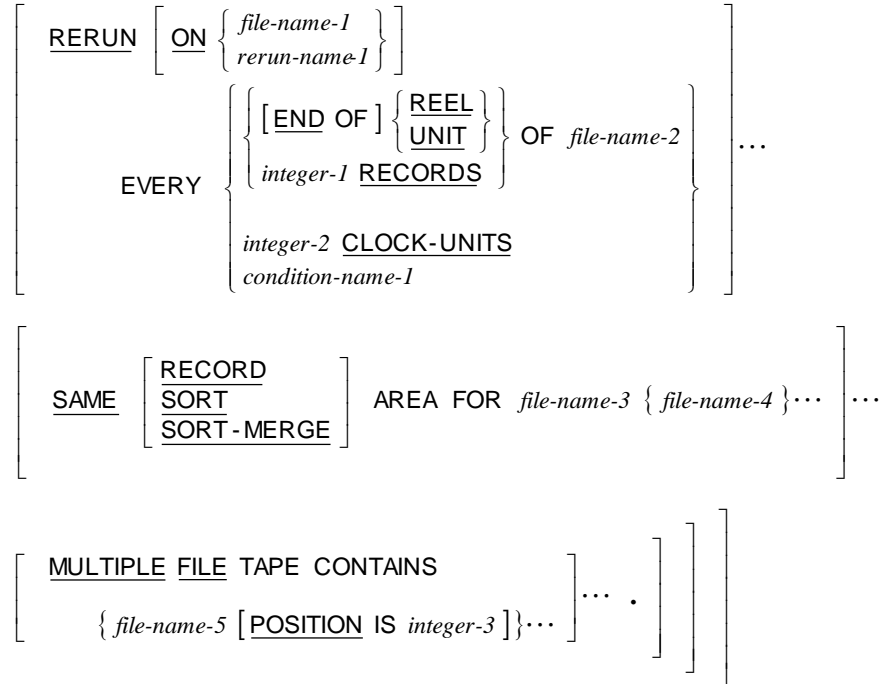 RERUN [ ON { file-name-1
rerun-name-1 } ]
EVERY { { [ END OF ] { REEL
UNIT } } OF file-name-2 } ...
integer-1 RECORDS
integer-2 CLOCK-UNITS
condition-name-1
SAME [ RECORD
SORT
SORT-MERGE ] AREA FOR file-name-3 { file-name-4 }... ...
MULTIPLE FILE TAPE CONTAINS
{ file-name-5 [ POSITION IS integer-3 ] }... ... .